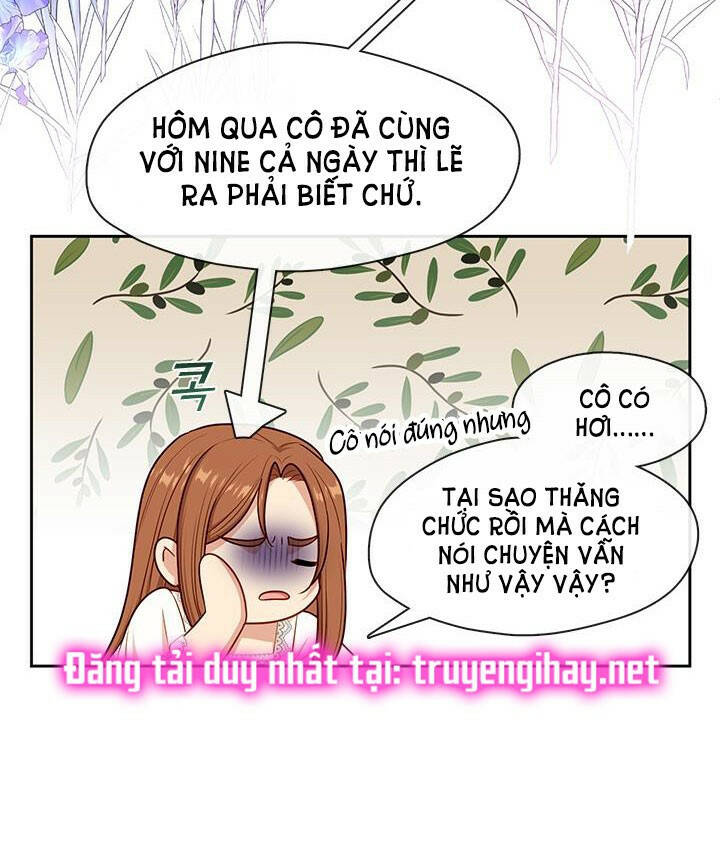 HÔM QUA CÔ ĐÃ CÙNG
VỚI NINE CẢ NGÀY THÌ LẼ
RA PHẢI BIẾT CHỨ.
콕
Cô nói đúng nhưng
CÔ CÓ
HƠI......
TẠI SAO THĂNG
CHỨC RỒI MÀ CÁCH
NÓI CHUYỆN VẪN
NHƯ VẬY VẬY?
Đăng tải duy nhất tại: truyengihay.net